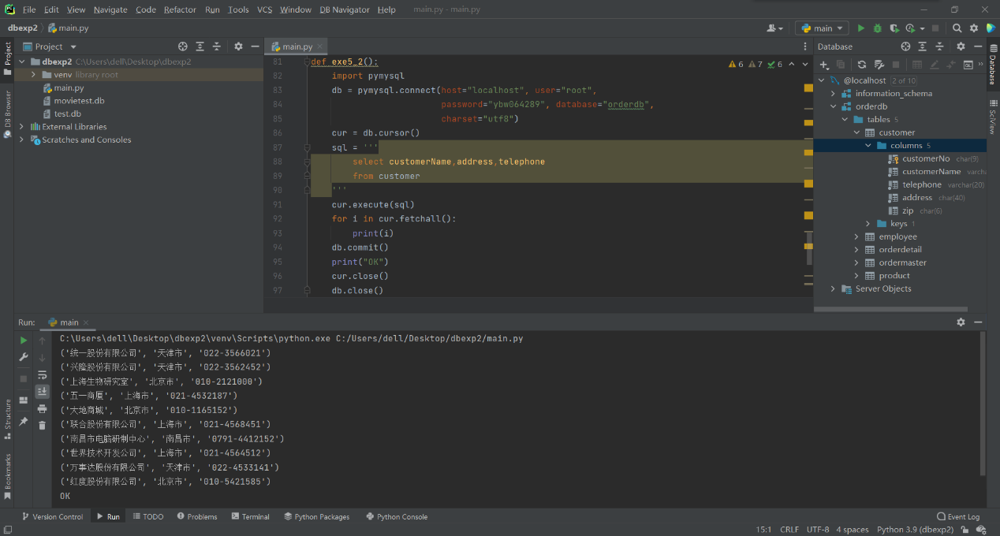 File Edit View Navigate Code Refactor Run Tools VCS Window DB Navigator Help main.py - main.py
dbexp2 main.py main
Project
main.py
Database
dbexp2 C:\Users\dell\Desktop\dbexp2
venv library root
main.py
movietest.db
test.db
External Libraries
Scratches and Consoles
Project
DB Browser
Structure
Bookmarks
6 7 6
81 def exe5_2():
82 import pymysql
83 db = pymysql.connect(host="localhost", user="root",
84 password="ybw064289", database="orderdb",
85 charset="utf8")
86 cur = db.cursor()
87 sql = '''
88 select customerName,address,telephone
89 from customer
90 '''
91 cur.execute(sql)
92 for i in cur.fetchall():
93 print(i)
94 db.commit()
95 print("OK")
96 cur.close()
97 db.close()
@localhost 2 of 10
information_schema
orderdb
tables 5
customer
columns 5
customerNo char(9)
customerName varcha
telephone varchar(20)
address char(40)
zip char(6)
keys 1
employee
orderdetail
ordermaster
product
Server Objects
Database
SciView
Run: main
C:\Users\dell\Desktop\dbexp2\venv\Scripts\python.exe C:/Users/dell/Desktop/dbexp2/main.py
('统一股份有限公司', '天津市', '022-3566021')
('兴隆股份有限公司', '天津市', '022-3562452')
('上海生物研究室', '北京市', '010-2121000')
('五一商厦', '上海市', '021-4532187')
('大地商城', '北京市', '010-1165152')
('联合股份有限公司', '上海市', '021-4568451')
('南昌市电脑研制中心', '南昌市', '0791-4412152')
('世界技术开发公司', '上海市', '021-4564512')
('万事达股份有限公司', '天津市', '022-4533141')
('红度股份有限公司', '北京市', '010-5421585')
OK
Version Control Run TODO Problems Terminal Python Packages Python Console Event Log
15:1 CRLF UTF-8 4 spaces Python 3.9 (dbexp2)